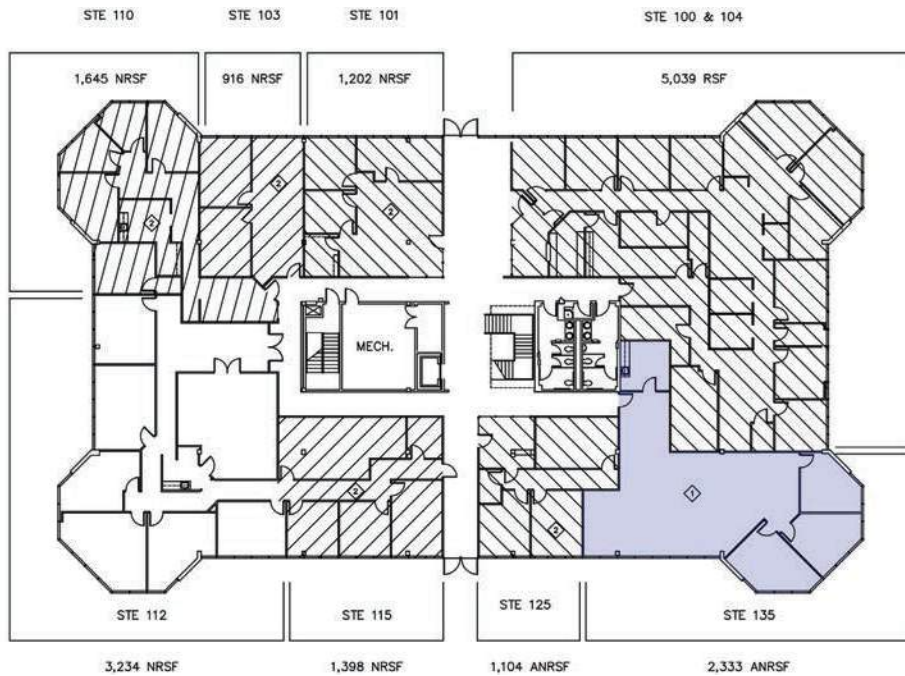 STE 110
STE 103
STE 101
STE 100 & 104
1,645 NRSF
916 NRSF
1,202 NRSF
5,039 RSF
2
2
2
MECH.
2
1
2
STE 112
STE 115
STE 125
STE 135
3,234 NRSF
1,398 NRSF
1,104 ANRSF
2,333 ANRSF